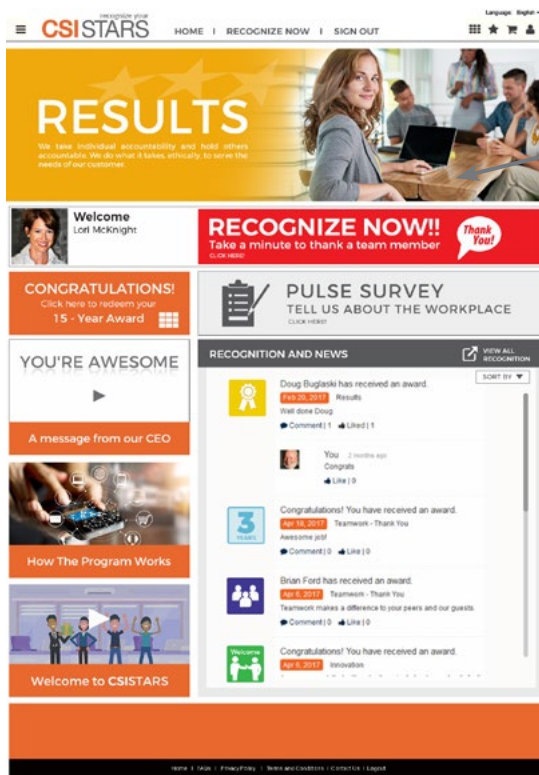 recognize your
Language: English
CSISTARS
HOME I RECOGNIZE NOW I SIGN OUT
RESULTS
We take individual accountability and hold others
accountable. We do what it takes, ethically, to serve the
needs of our customer.
Welcome
Lori McKnight
RECOGNIZE NOW!!
Take a minute to thank a team member
CLICK HERE!
Thank
You!
CONGRATULATIONS!
Click here to redeem your
15 - Year Award
PULSE SURVEY
TELL US ABOUT THE WORKPLACE
CLICK HERE!
YOU'RE AWESOME
A message from our CEO
How The Program Works
Welcome to CSISTARS
RECOGNITION AND NEWS
VIEW ALL
RECOGNITION
SORT BY
Doug Buglaski has received an award.
Feb 20, 2017 Results
Well done Doug
Comment | 1 Liked | 1
You 2 months ago
Congrats
Like | 0
3
YEARS
Congratulations! You have received an award.
Apr 18, 2017 Teamwork - Thank You
Awesome job!
Comment | 0 Like | 0
Brian Ford has received an award.
Apr 6, 2017 Teamwork - Thank You
Teamwork makes a difference to your peers and our guests.
Comment | 0 Like | 0
Welcome
Congratulations! You have received an award.
Apr 6, 2017 Innovation
Home I FAQs I Privacy Policy I Terms and Conditions I Contact Us I Logout